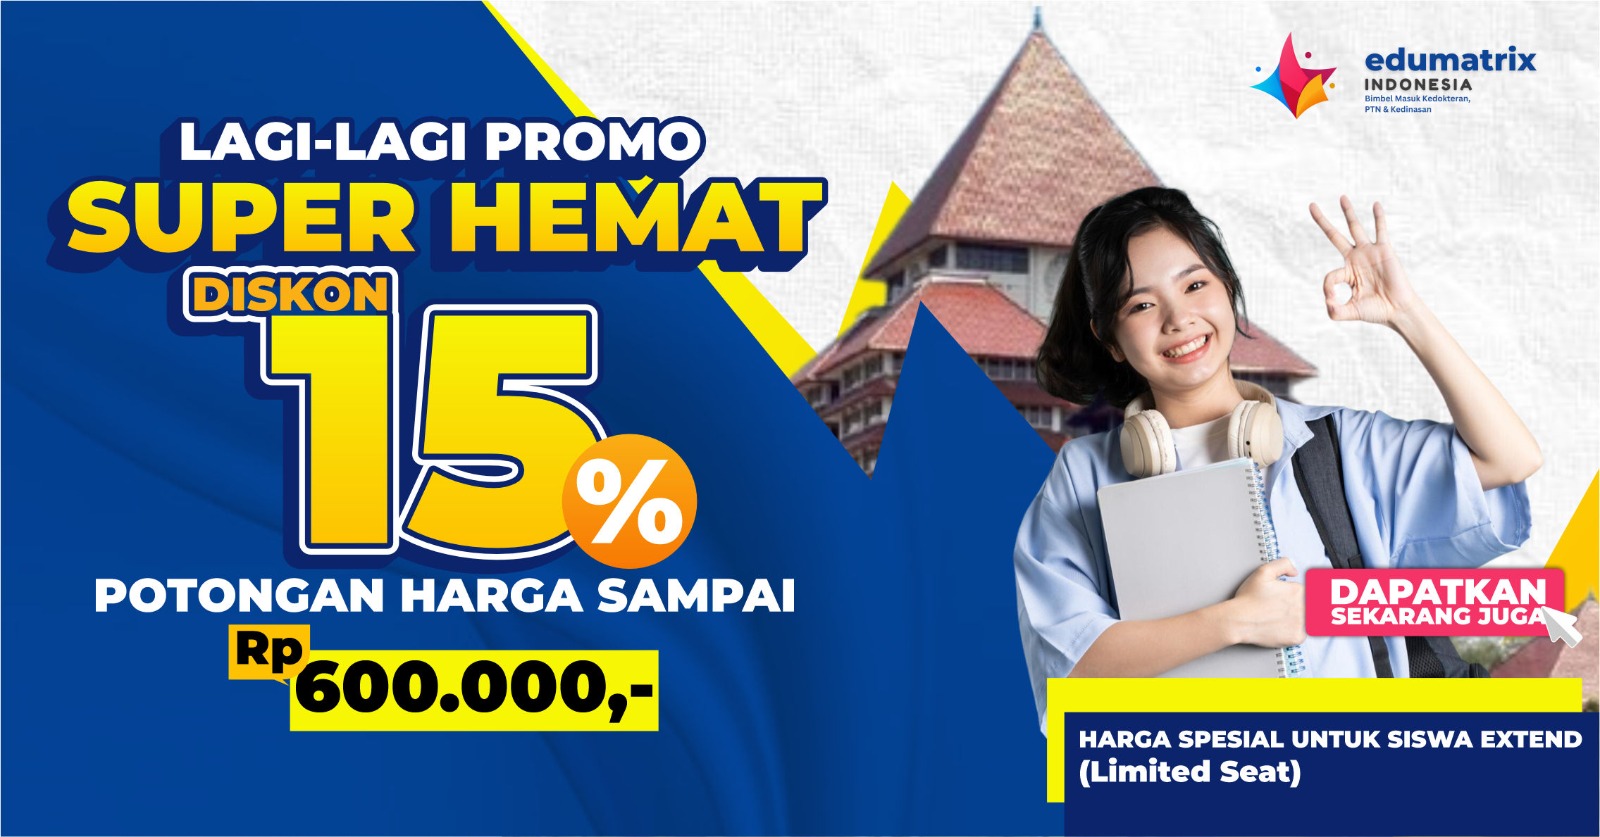 edumatrix
INDONESIA
Bimbel Masuk Kedokteran,
PTN & Kedinasan
LAGI-LAGI PROMO
SUPER HEMAT
DISKON
15%
POTONGAN HARGA SAMPAI
Rp
600.000,-
DAPATKAN
SEKARANG JUGA
HARGA SPESIAL UNTUK SISWA EXTEND
(Limited Seat)